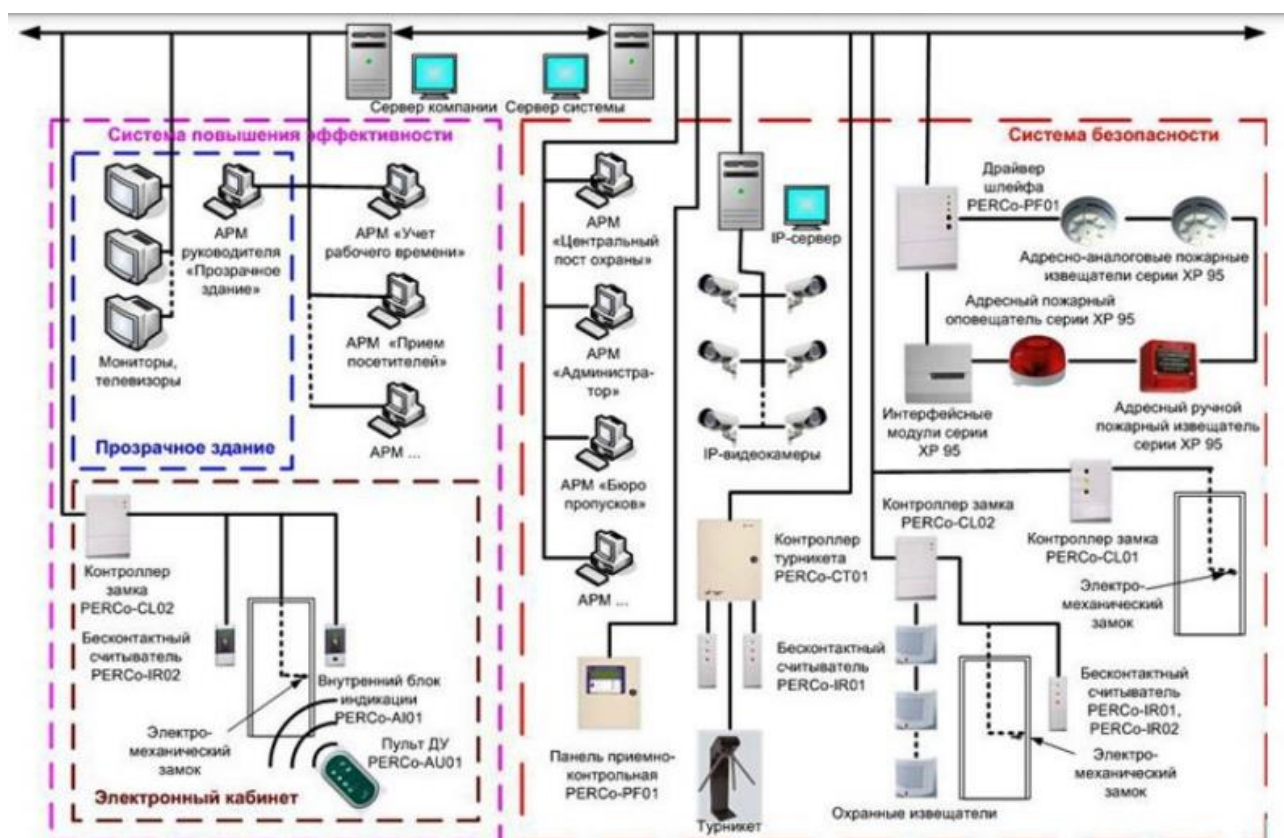 Сервер компании
Сервер системы
Система повышения эффективности
АРМ
руководителя
«Прозрачное
здание»
АРМ «Учет
рабочего времени»
АРМ «Прием
посетителей»
АРМ ...
Мониторы,
телевизоры
Прозрачное здание
Контроллер
замка
PERCo-CL02
Бесконтактный
считыватель
PERCo-IR02
Внутренний блок
индикации
PERCo-AI01
Электро-
механический
замок
Пульт ДУ
PERCo-AU01
Электронный кабинет
Система безопасности
АРМ
«Центральный
пост охраны»
АРМ
«Администра-
тор»
АРМ «Бюро
пропусков»
АРМ ...
IP-сервер
IP-видеокамеры
Драйвер
шлейфа
PERCo-PF01
Адресно-аналоговые пожарные
извещатели серии XP 95
Адресный пожарный
оповещатель серии XP 95
Интерфейсные
модули серии
XP 95
Адресный ручной
пожарный извещатель
серии XP 95
Контроллер
турникета
PERCo-CT01
Бесконтактный
считыватель
PERCo-IR01
Панель приемно-
контрольная
PERCo-PF01
Турникет
Контроллер замка
PERCo-CL02
Контроллер замка
PERCo-CL01
Электро-
механический
замок
Бесконтактный
считыватель
PERCo-IR01,
PERCo-IR02
Электро-
механический
замок
Охранные извещатели